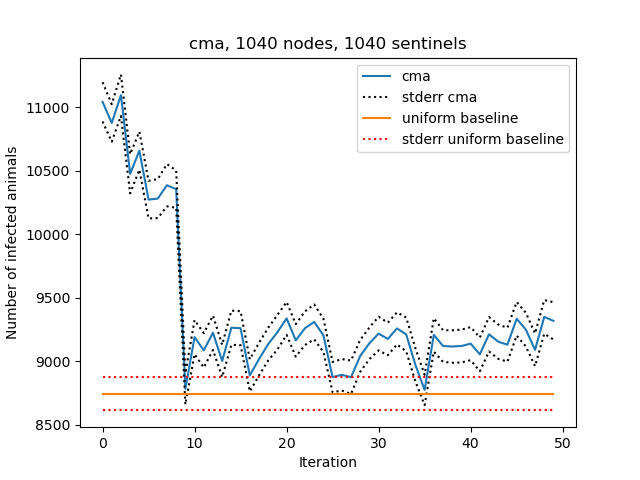 cma, 1040 nodes, 1040 sentinels
cma
stderr cma
uniform baseline
stderr uniform baseline
Number of infected animals
11000
10500
10000
9500
9000
8500
0 10 20 30 40 50
Iteration